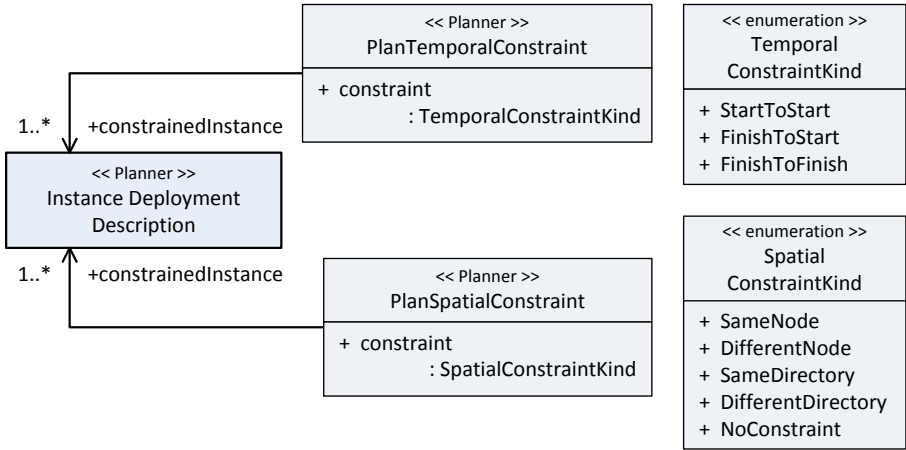 << Planner >>
PlanTemporalConstraint
+ constraint
: TemporalConstraintKind
<< enumeration >>
Temporal
ConstraintKind
+ StartToStart
+ FinishToStart
+ FinishToFinish
1..* +constrainedInstance
<< Planner >>
Instance Deployment
Description
1..* +constrainedInstance
<< Planner >>
PlanSpatialConstraint
+ constraint
: SpatialConstraintKind
<< enumeration >>
Spatial
ConstraintKind
+ SameNode
+ DifferentNode
+ SameDirectory
+ DifferentDirectory
+ NoConstraint